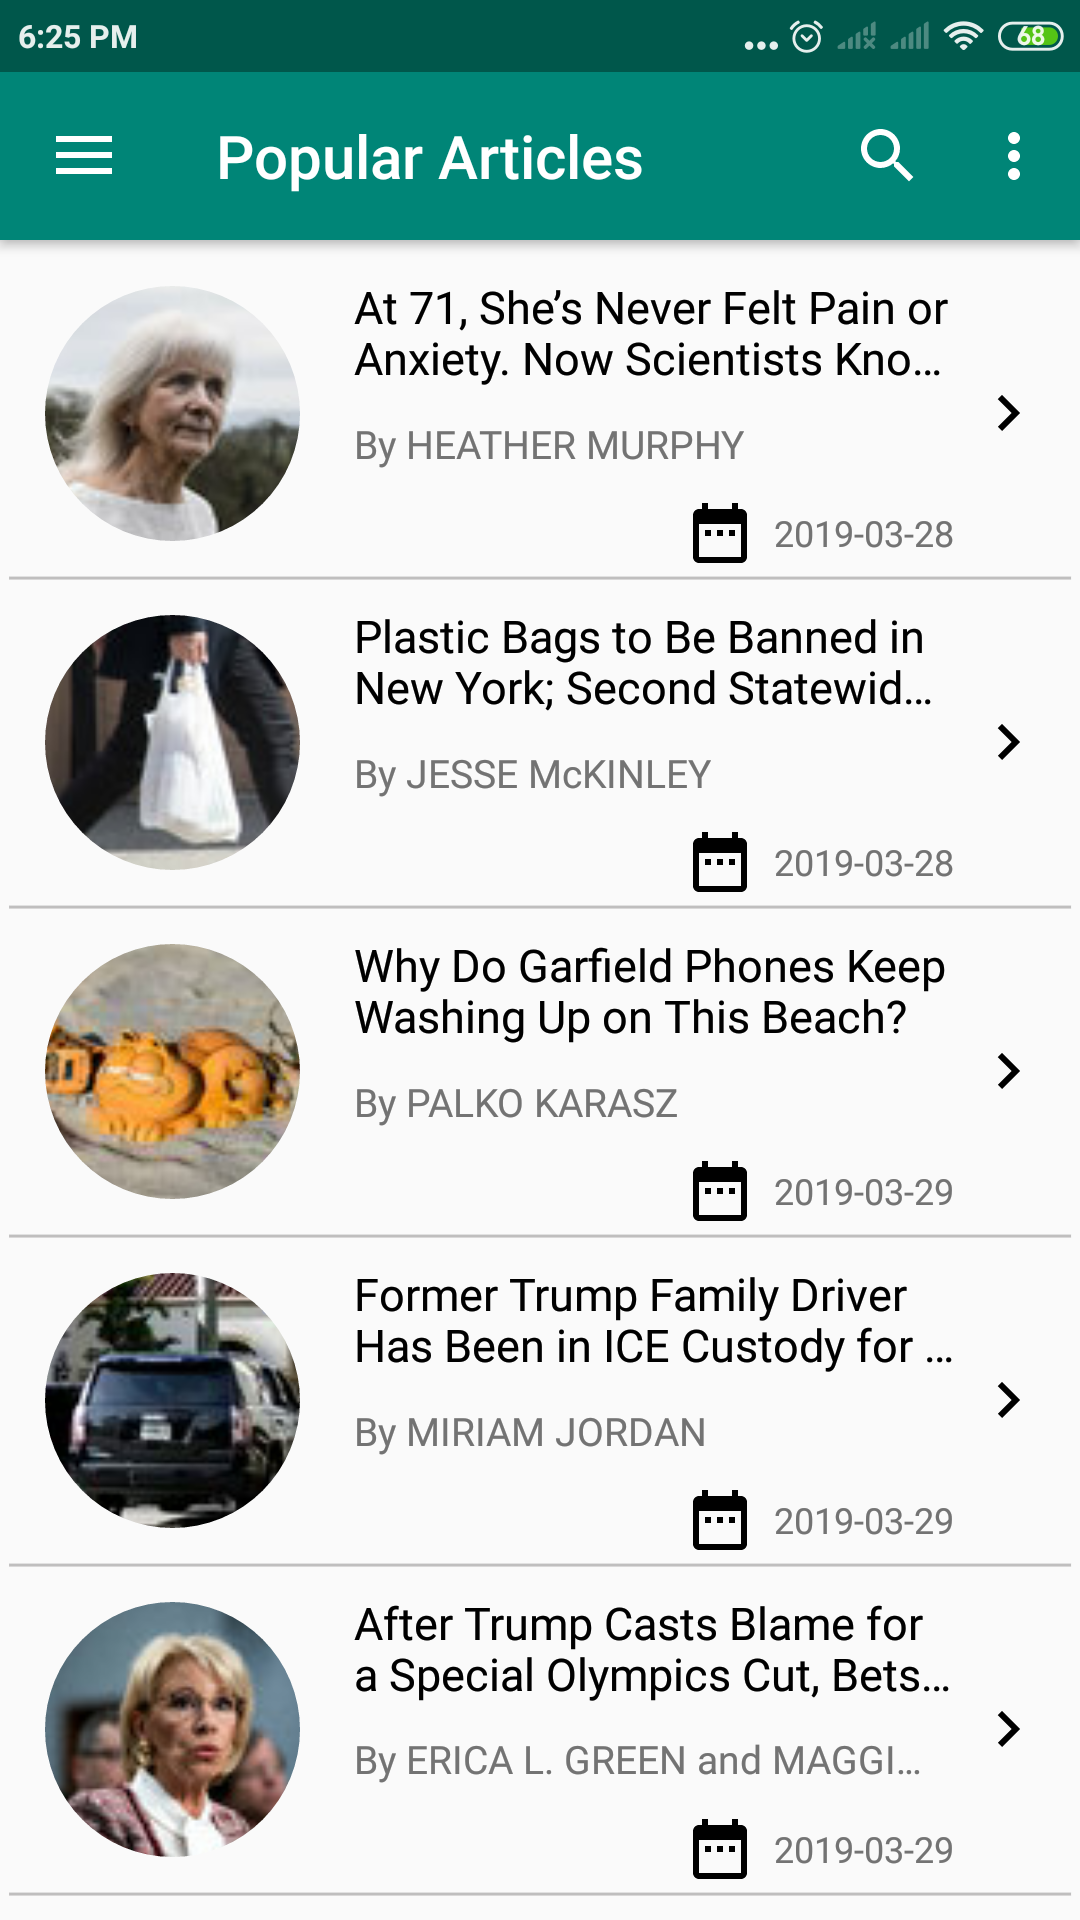 6:25 PM
68
Popular Articles
At 71, She’s Never Felt Pain or
Anxiety. Now Scientists Kno…
By HEATHER MURPHY
2019-03-28
Plastic Bags to Be Banned in
New York; Second Statewid…
By JESSE McKINLEY
2019-03-28
Why Do Garfield Phones Keep
Washing Up on This Beach?
By PALKO KARASZ
2019-03-29
Former Trump Family Driver
Has Been in ICE Custody for …
By MIRIAM JORDAN
2019-03-29
After Trump Casts Blame for
a Special Olympics Cut, Bets…
By ERICA L. GREEN and MAGGI…
2019-03-29